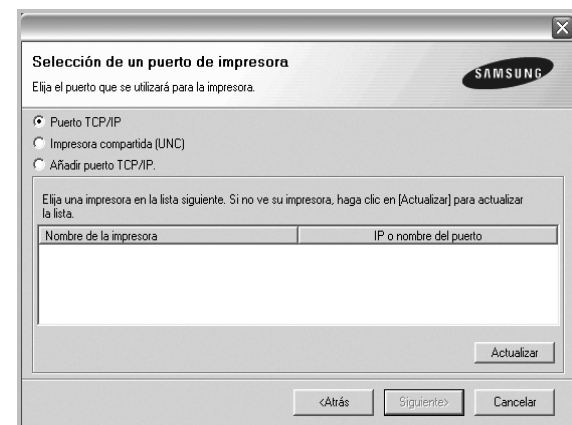 Selección de un puerto de impresora
Elija el puerto que se utilizará para la impresora.
SAMSUNG
Puerto TCP/IP
Impresora compartida (UNC)
Añadir puerto TCP/IP.
Elija una impresora en la lista siguiente. Si no ve su impresora, haga clic en [Actualizar] para actualizar
la lista.
Nombre de la impresora
IP o nombre del puerto
Actualizar
<Atrás
Siguiente>
Cancelar